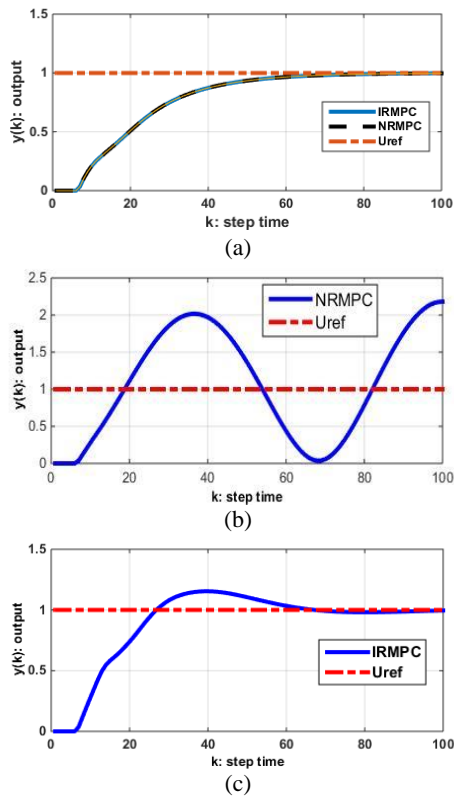 1.5
1
0.5
0
y(k): output
IRMPC
NRMPC
Uref
0 20 40 60 80 100
k: step time
(a)
2.5
2
1.5
1
0.5
0
y(k): output
NRMPC
Uref
0 20 40 60 80 100
k: step time
(b)
1.5
1
0.5
0
y(k): output
IRMPC
Uref
0 20 40 60 80 100
k: step time
(c)